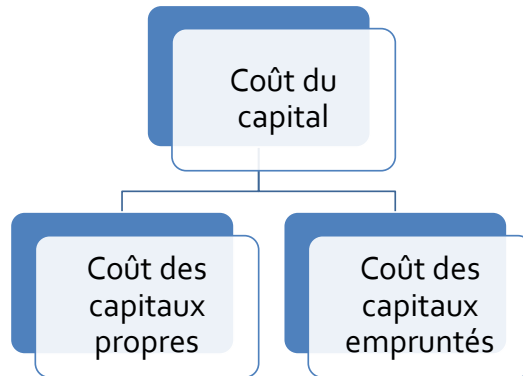 Coût du
capital
Coût des
capitaux
propres
Coût des
capitaux
empruntés